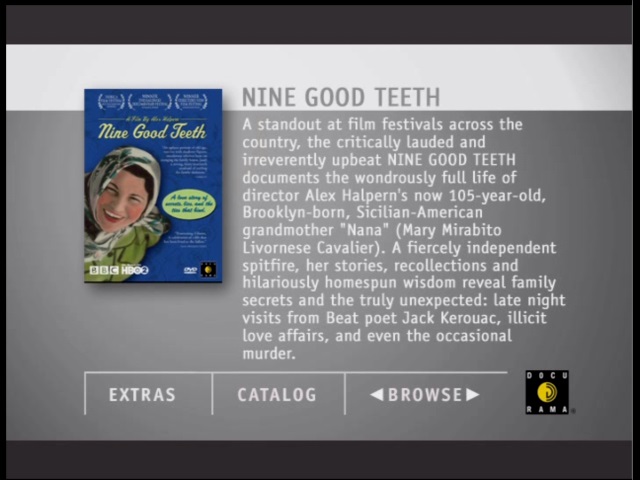 NINE GOOD TEETH
A standout at film festivals across the
country, the critically lauded and
irreverently upbeat NINE GOOD TEETH
documents the wondrously full life of
director Alex Halpern's now 105-year-old,
Brooklyn-born, Sicilian-American
grandmother "Nana" (Mary Mirabito
Livornese Cavalier). A fiercely independent
spitfire, her stories, recollections and
hilariously homespun wisdom reveal family
secrets and the truly unexpected: late night
visits from Beat poet Jack Kerouac, illicit
love affairs, and even the occasional
murder.
A Film By Alex Halpern
Nine Good Teeth
A love story of
secrets, lies, and the
ties that bind.
BBC HBO2
DVD
EXTRAS
CATALOG
◀BROWSE▶
DOCU
RAMA®